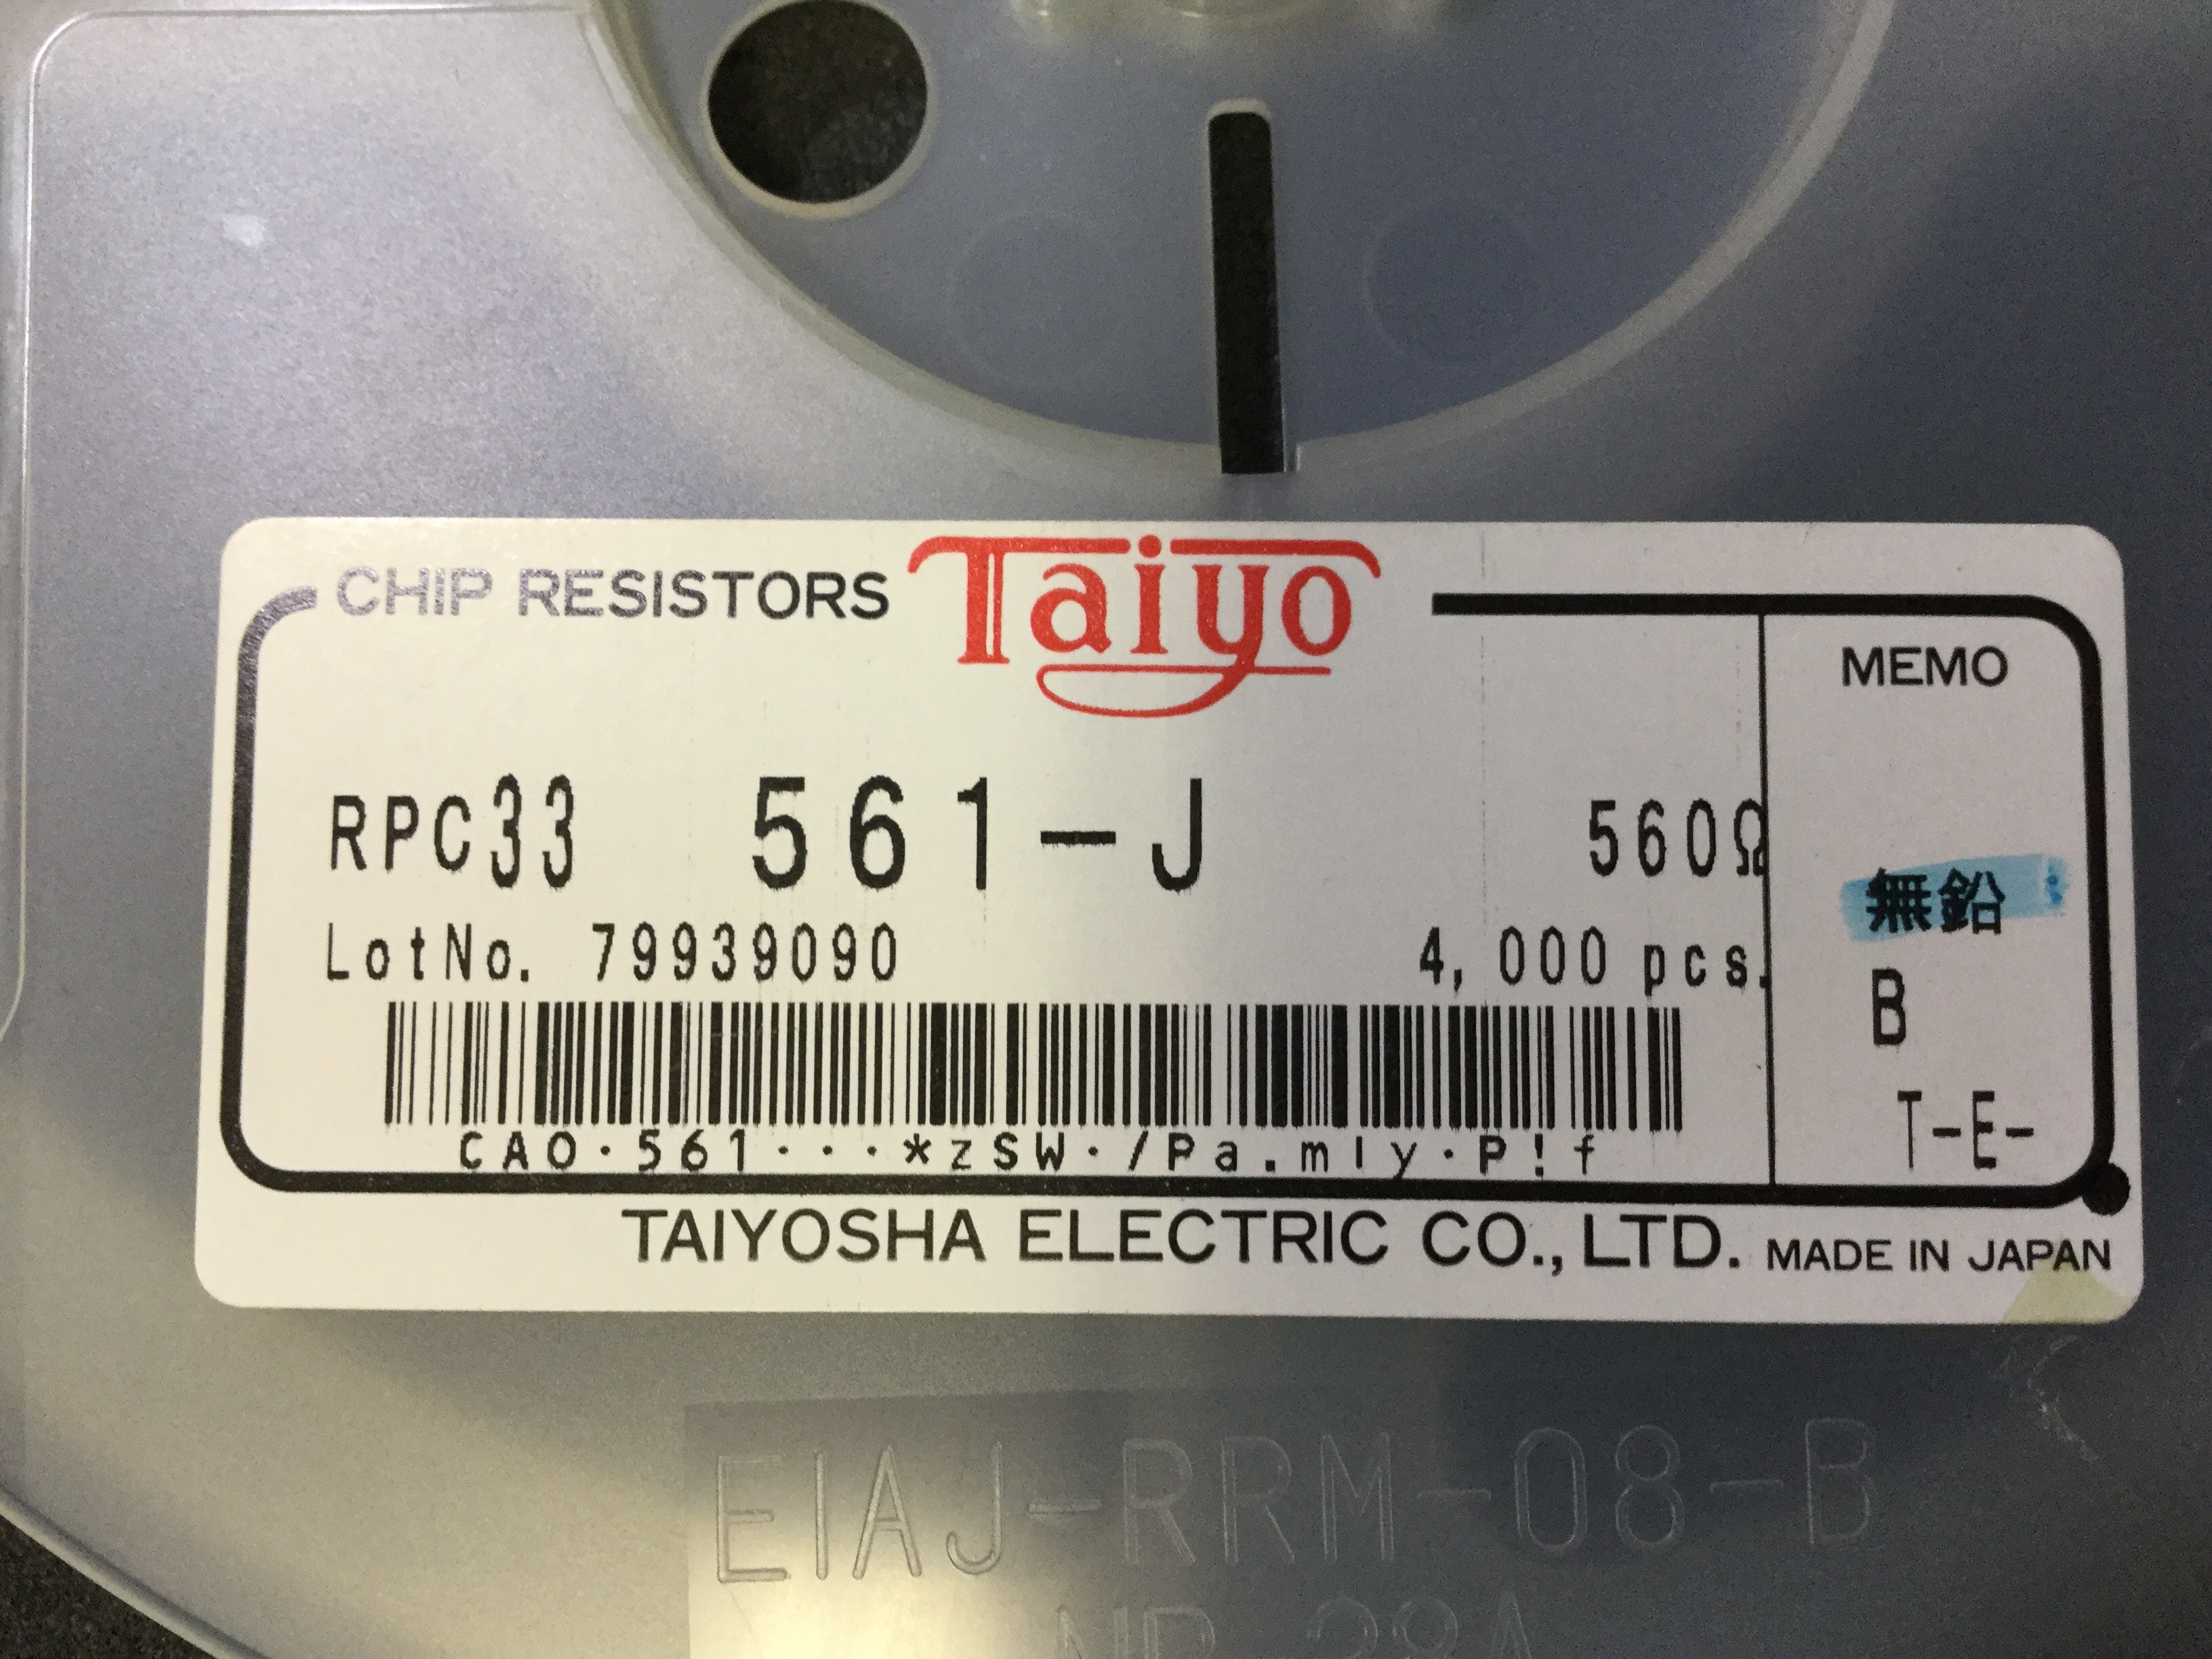 CHIP RESISTORS Taiyo
MEMO
RPC33 561-J 560Ω
無鉛
LotNo. 79939090 4,000 pcs.
B
CAO·561···*zSW·/Pa.mly·P!f
T-E-
TAIYOSHA ELECTRIC CO., LTD. MADE IN JAPAN
EIAJ-RRM-08-B